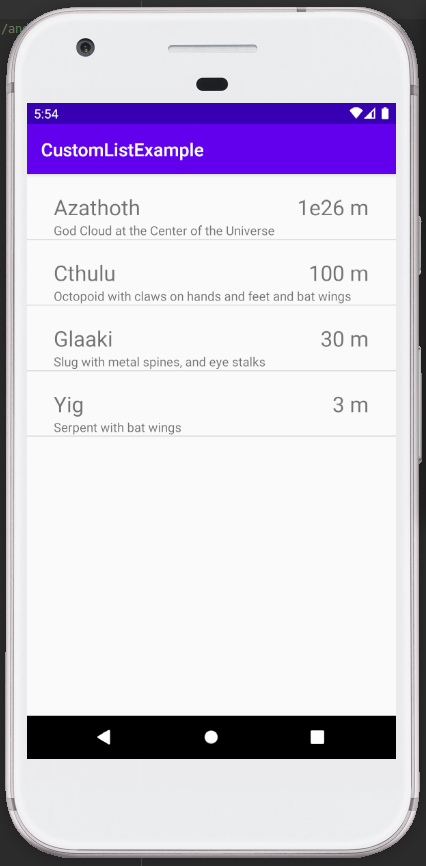 /and
5:54
CustomListExample
Azathoth 1e26 m
God Cloud at the Center of the Universe
Cthulu 100 m
Octopoid with claws on hands and feet and bat wings
Glaaki 30 m
Slug with metal spines, and eye stalks
Yig 3 m
Serpent with bat wings